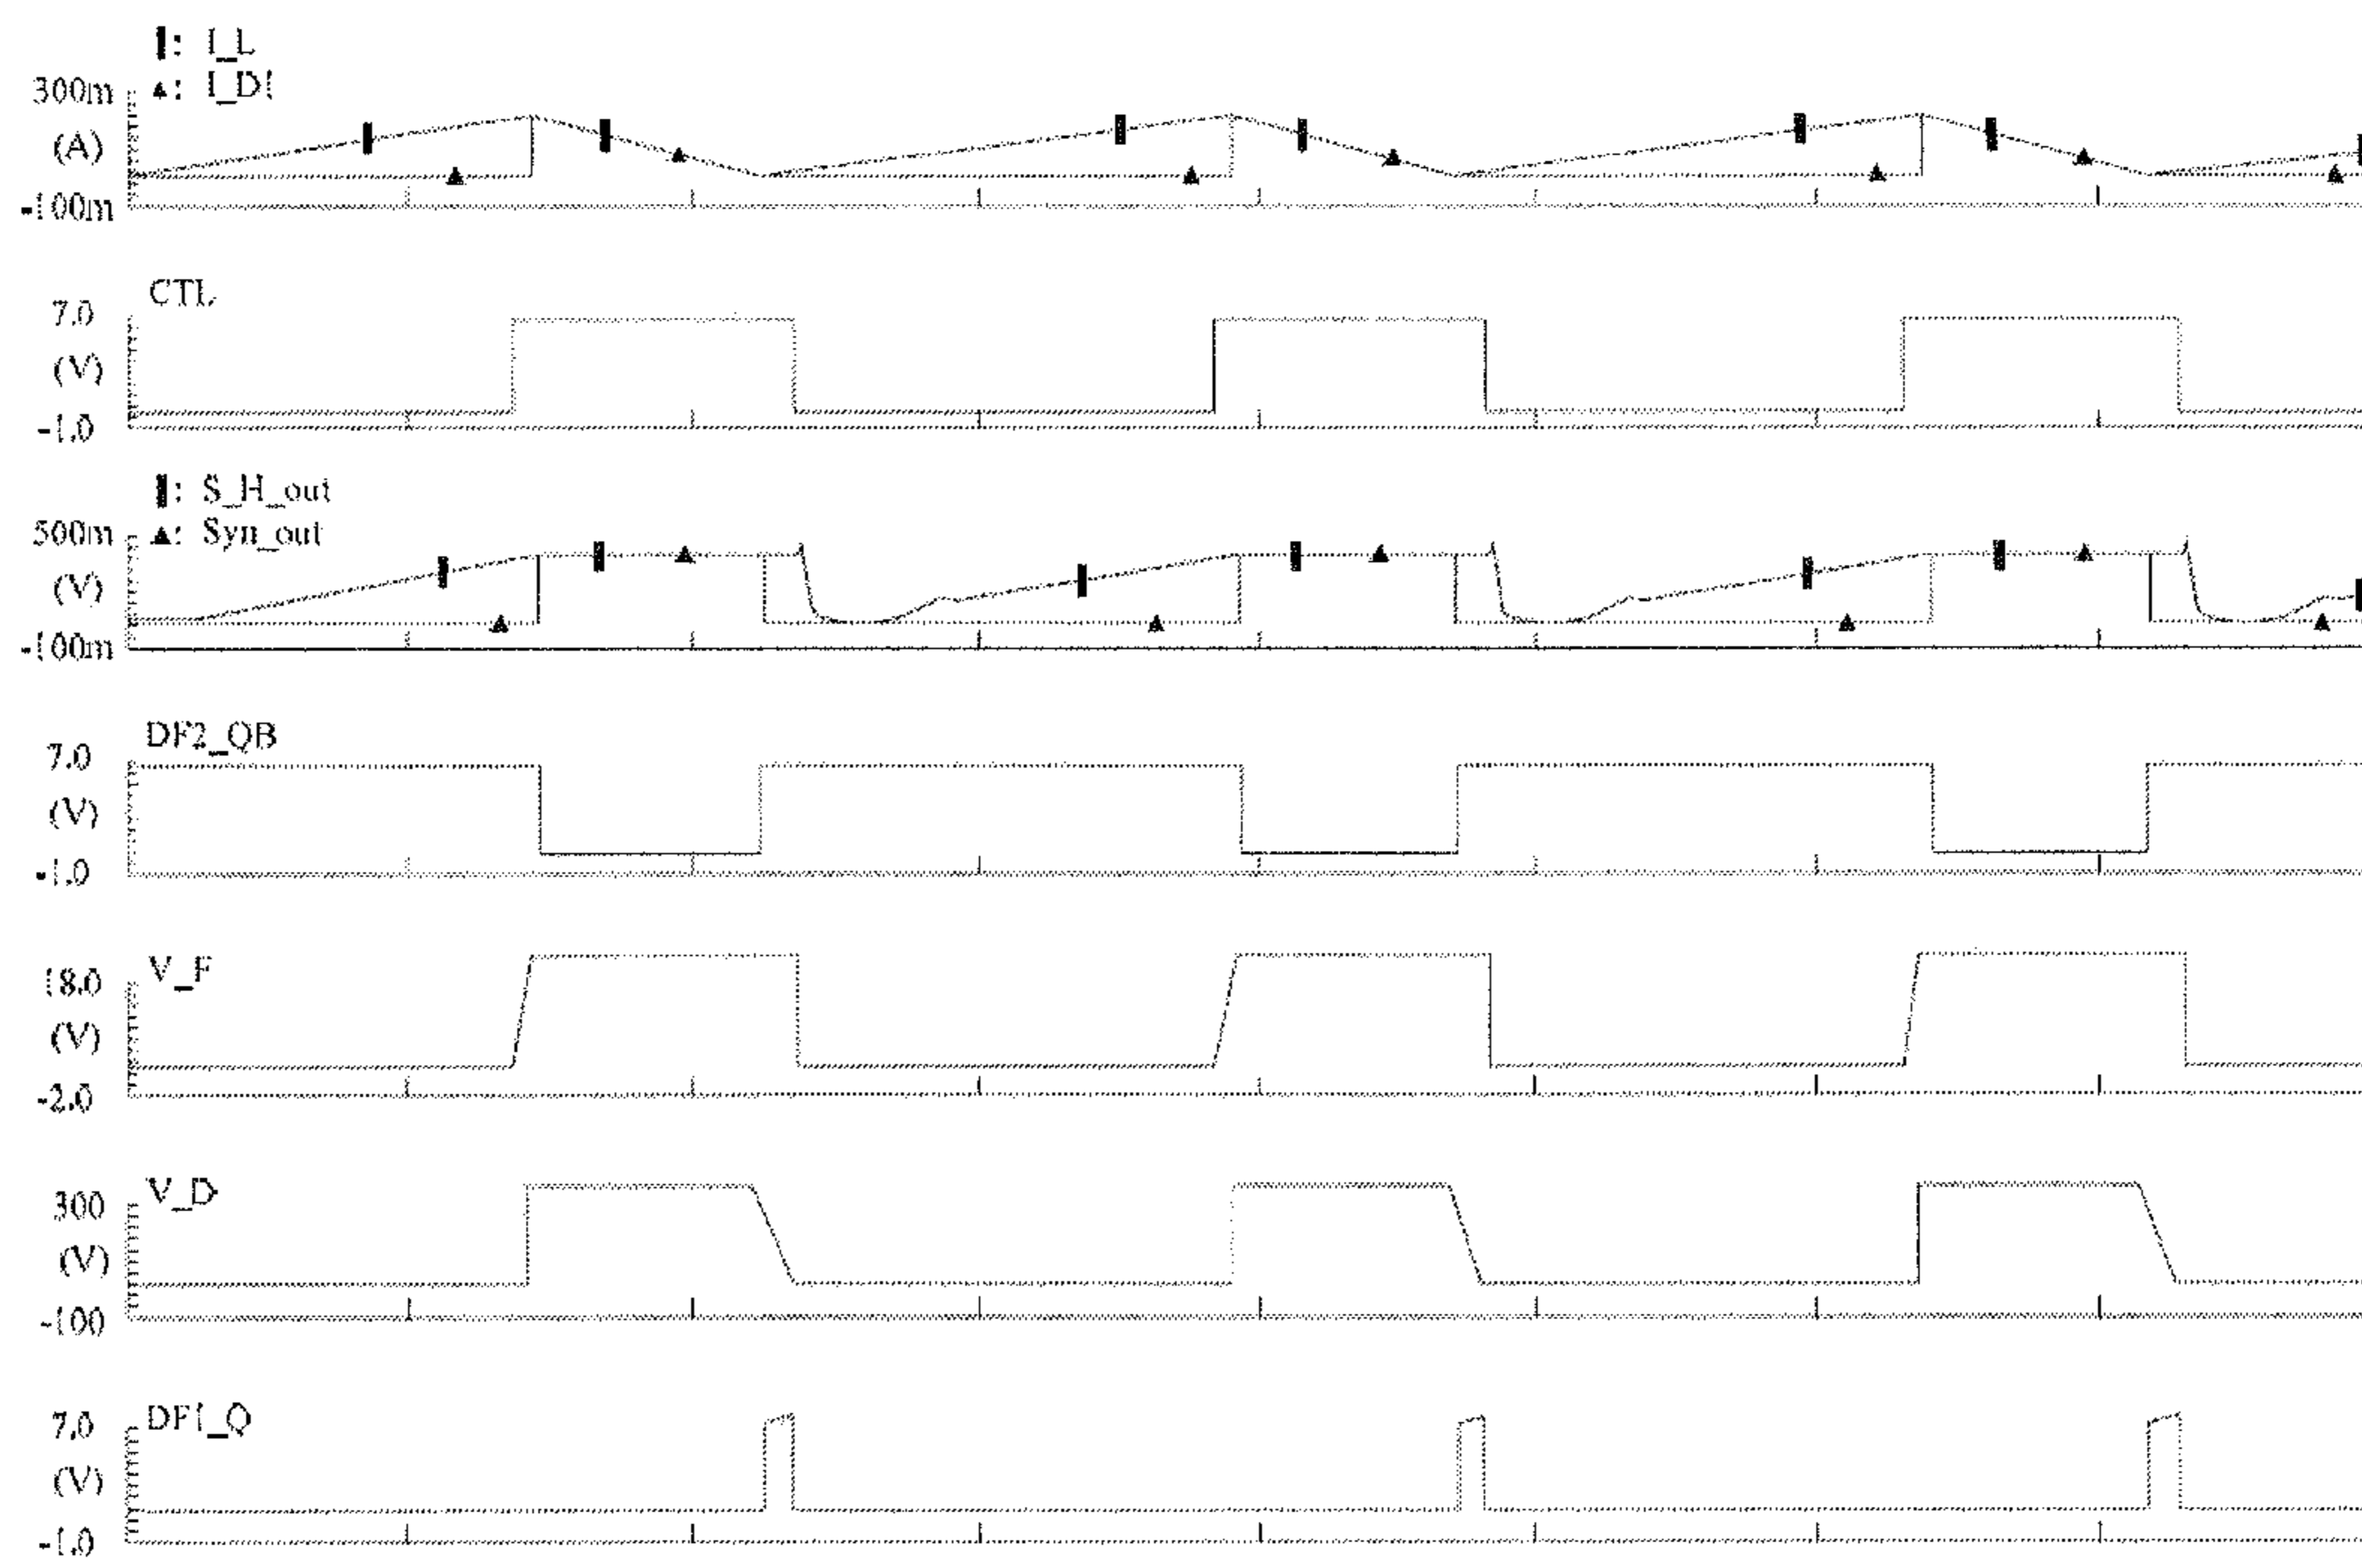 I_L
I_D1
300m
(A)
-100m
CTL
7.0
(V)
-1.0
S_H_out
Syn_out
500m
(V)
-100m
DF2_QB
7.0
(V)
-1.0
V_F
18.0
(V)
-2.0
V_D
300
(V)
-100
DF1_Q
7.0
(V)
-1.0